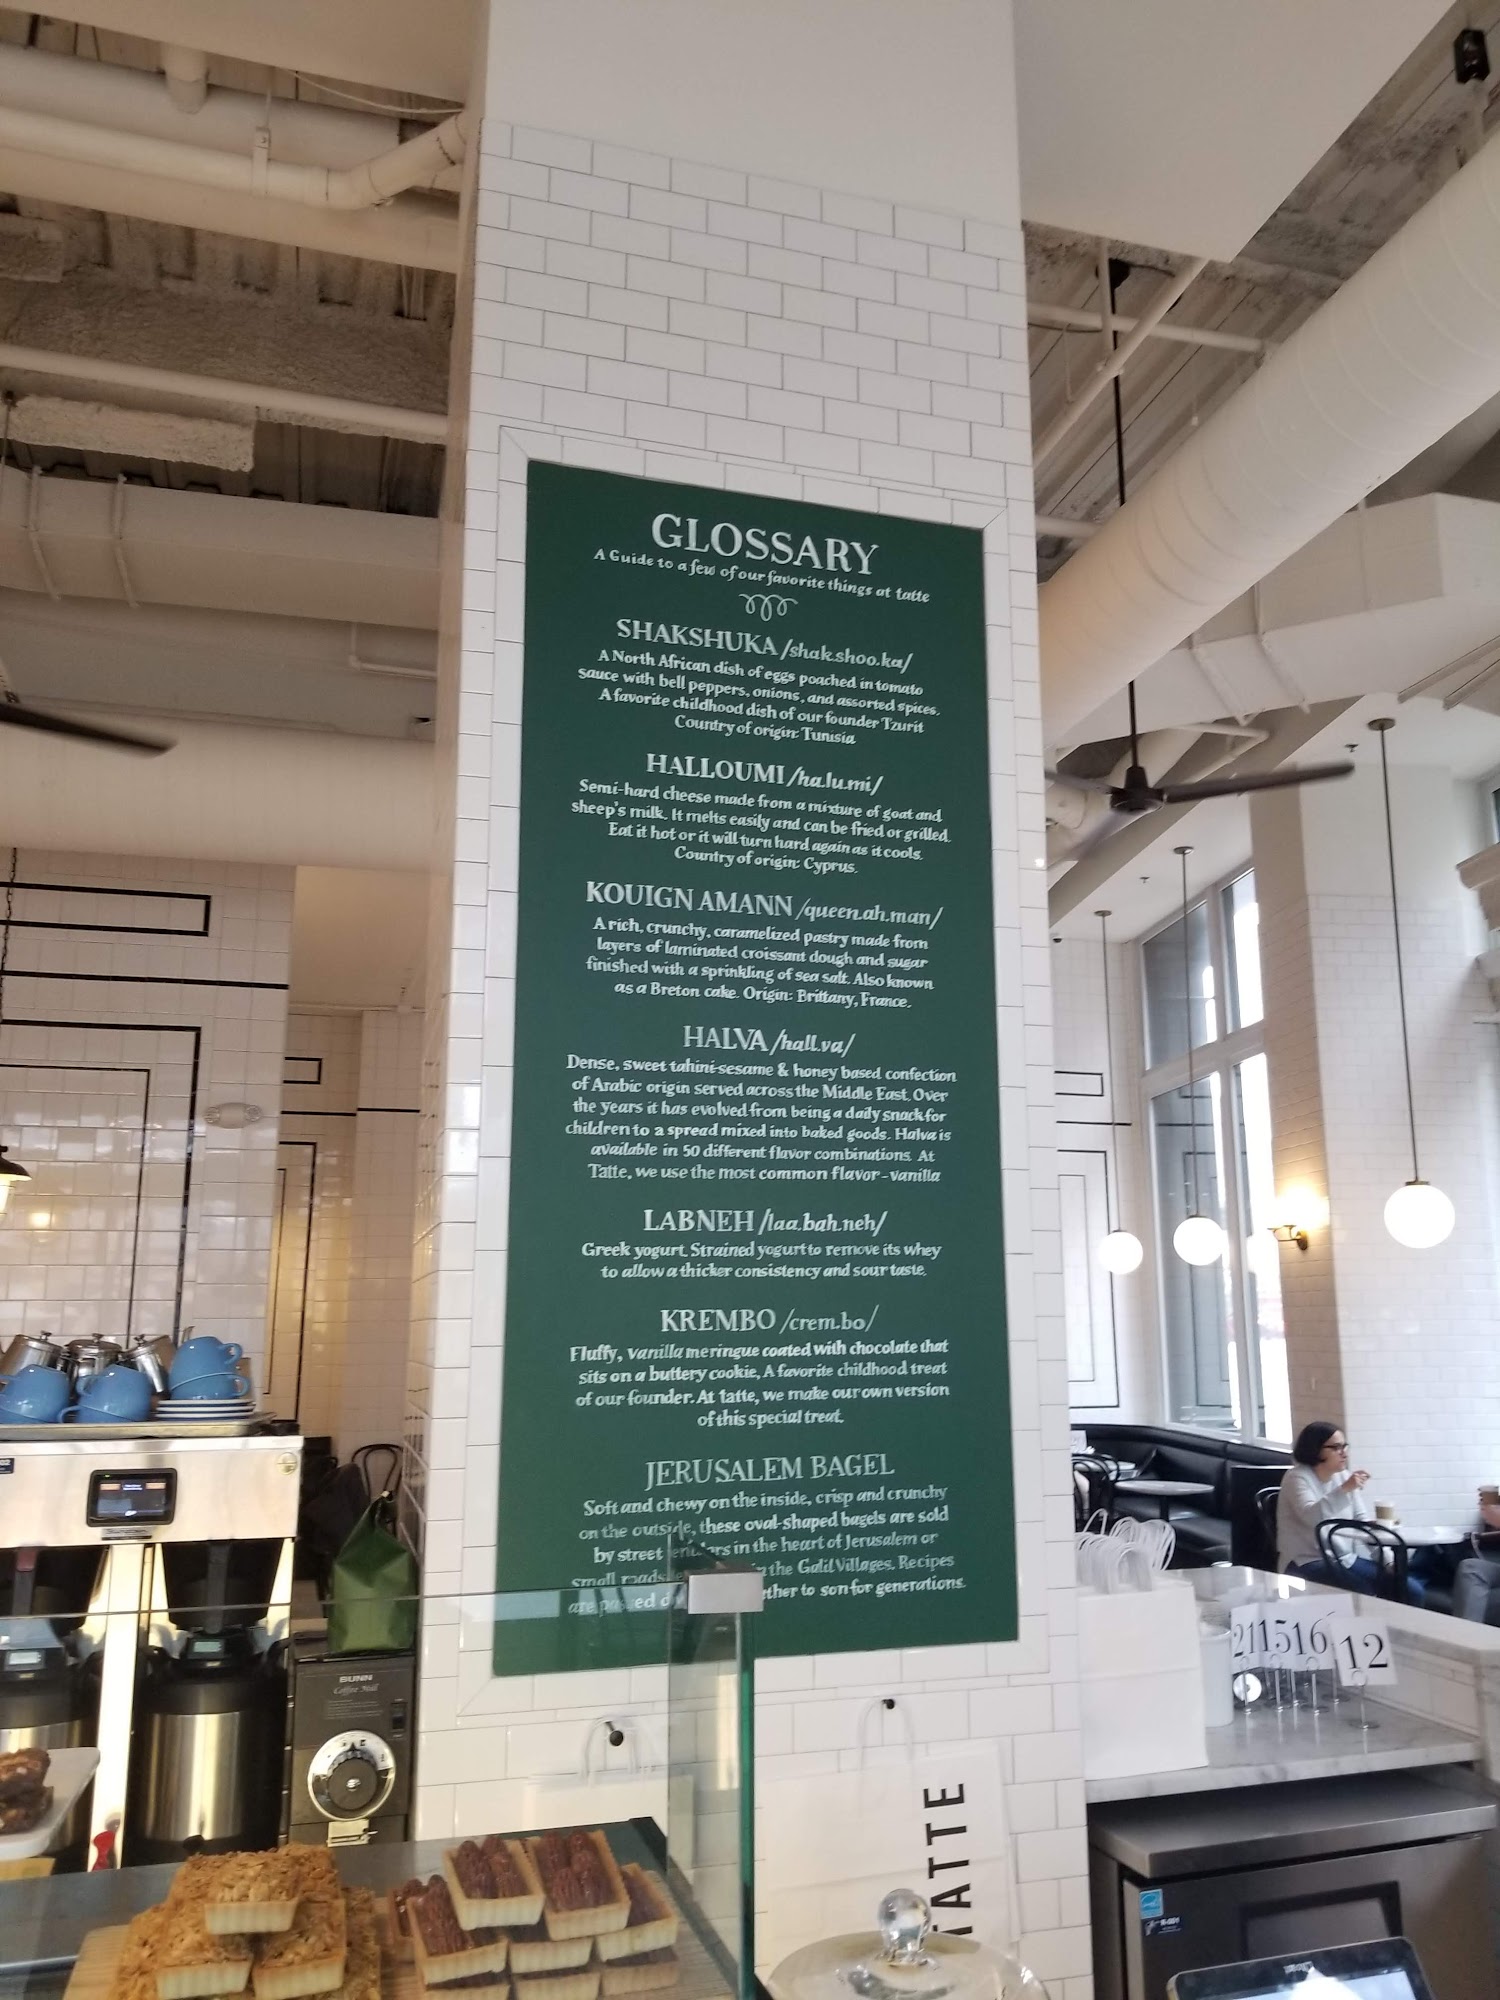 GLOSSARY
A Guide to a few of our favorite things at tatte
SHAKSHUKA /shak.shoo.ka/
A North African dish of eggs poached in tomato
sauce with bell peppers, onions, and assorted spices.
A favorite childhood dish of our founder Tzurit
Country of origin: Tunisia
HALLOUMI /ha.lu.mi/
Semi-hard cheese made from a mixture of goat and
sheep's milk. It melts easily and can be fried or grilled.
Eat it hot or it will turn hard again as it cools.
Country of origin: Cyprus.
KOUIGN AMANN /queen.ah.man/
A rich, crunchy, caramelized pastry made from
layers of laminated croissant dough and sugar
finished with a sprinkling of sea salt. Also known
as a Breton cake. Origin: Brittany, France.
HALVA /hall.va/
Dense, sweet tahini-sesame & honey based confection
of Arabic origin served across the Middle East. Over
the years it has evolved from being a daily snack for
children to a spread mixed into baked goods. Halva is
available in 50 different flavor combinations. At
Tatte, we use the most common flavor - vanilla
LABNEH /laa.bah.neh/
Greek yogurt. Strained yogurt to remove its whey
to allow a thicker consistency and sour taste.
KREMBO /crem.bo/
Fluffy, vanilla meringue coated with chocolate that
sits on a buttery cookie, A favorite childhood treat
of our founder. At tatte, we make our own version
of this special treat.
JERUSALEM BAGEL
Soft and chewy on the inside, crisp and crunchy
on the outside, these oval-shaped bagels are sold
by street vendors in the heart of Jerusalem or
small in the Galil Villages. Recipes
are passed to son for generations.
BUNN
Coffee Mill
TATTE
21 15 16 12